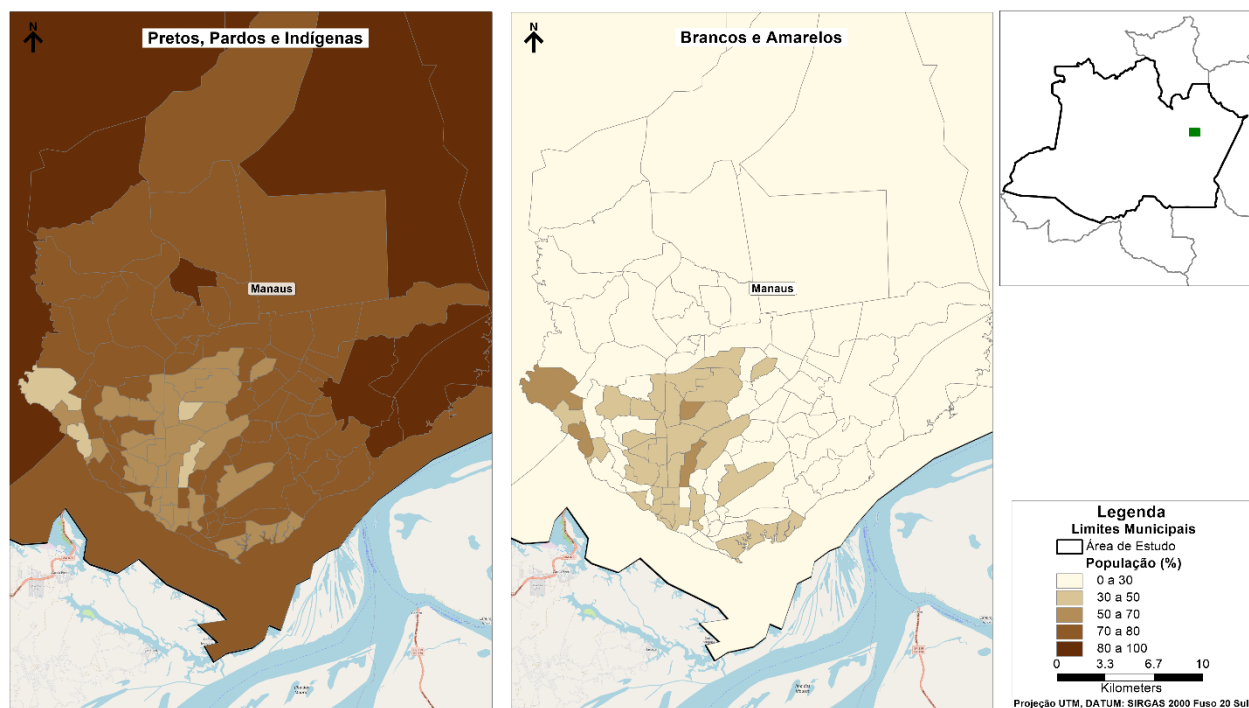 N
Pretos, Pardos e Indígenas
Manaus
N
Brancos e Amarelos
Manaus
Legenda
Limites Municipais
Área de Estudo
População (%)
0 a 30
30 a 50
50 a 70
70 a 80
80 a 100
0 3.3 6.7 10
Kilometers
Projeção UTM, DATUM: SIRGAS 2000 Fuso 20 Sul